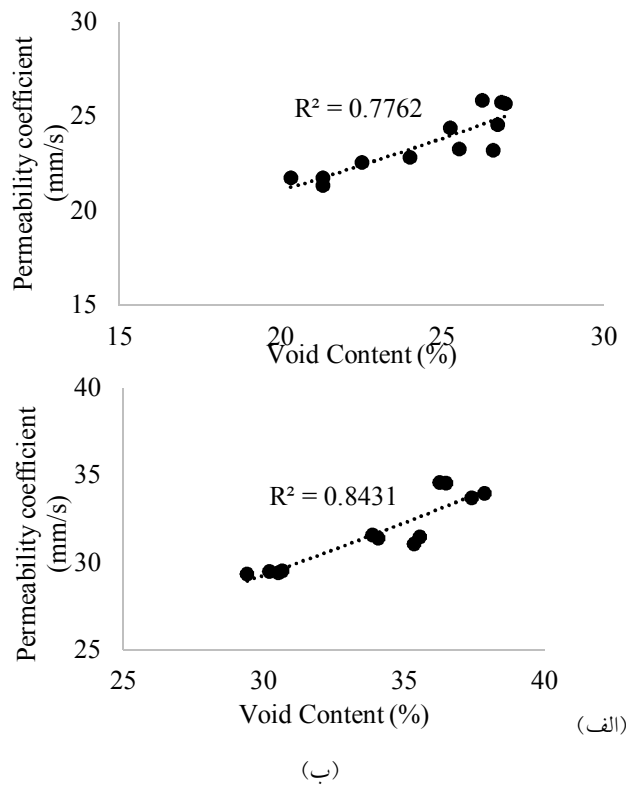 Permeability coefficient
(mm/s)
30
25
20
15
R² = 0.7762
15
20
25
30
Void Content (%)
Permeability coefficient
(mm/s)
40
35
30
25
R² = 0.8431
25
30
35
40
Void Content (%)
(الف)
(ب)